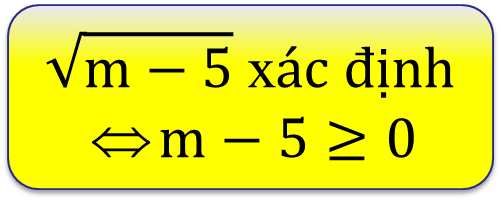 √m − 5 xác định
⇔ m − 5 ≥ 0